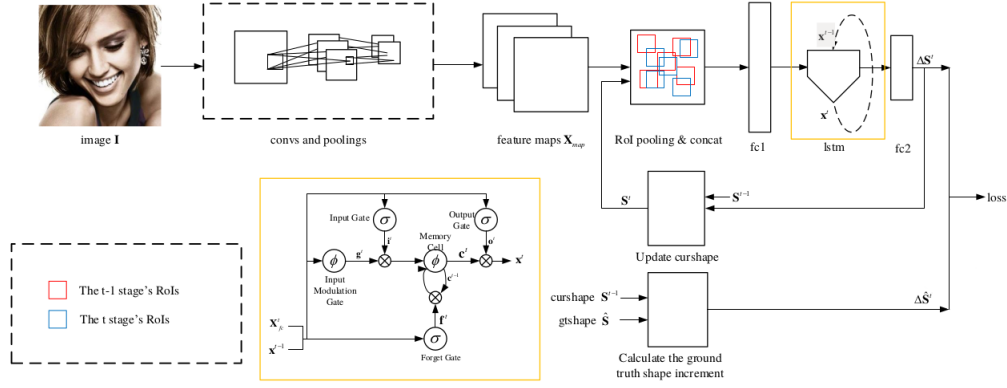 image I
convs and poolings
feature maps X_map
RoI pooling & concat
fc1
x^{t-1}
x^t
lstm
fc2
ΔS^t
S^t
S^{t-1}
Update curshape
loss
curshape S^{t-1}
gtshape Ŝ
ΔŜ^t
Calculate the ground
truth shape increment
The t-1 stage's RoIs
The t stage's RoIs
Input Gate
σ
i^t
Output
Gate
σ
o^t
ϕ
g^t
Input
Modulation
Gate
Memory
Cell
ϕ
c^t
c^{t-1}
x^t
f^t
σ
Forget Gate
x^{t-1}